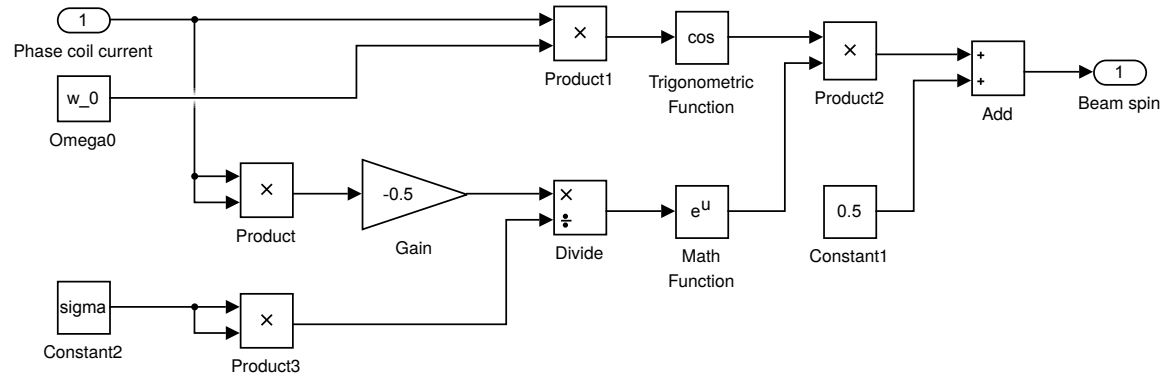 1
Phase coil current
w_0
Omega0
×
Product1
cos
Trigonometric
Function
×
Product2
+
+
Add
1
Beam spin
×
Product
-0.5
Gain
×
÷
Divide
e^u
Math
Function
0.5
Constant1
sigma
Constant2
×
Product3